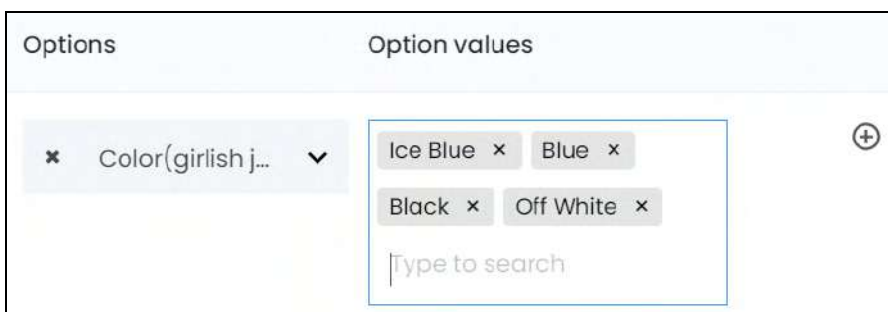 Options Option values
Color(girlish j... Ice Blue × Blue ×
Black × Off White ×
Type to search